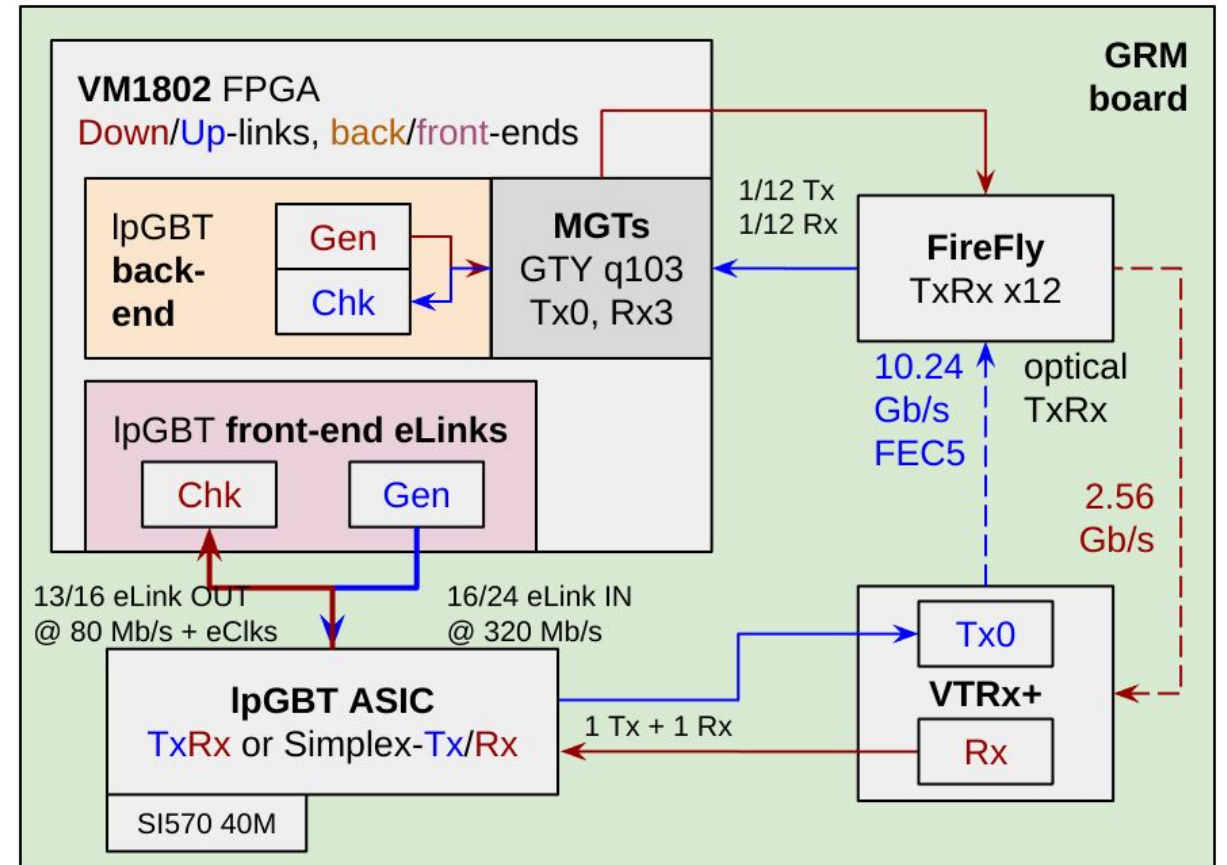 GRM
board
VM1802 FPGA
Down/Up-links, back/front-ends
lpGBT
back-
end
Gen
Chk
MGTs
GTY q103
Tx0, Rx3
1/12 Tx
1/12 Rx
FireFly
TxRx x12
10.24
Gb/s
FEC5
optical
TxRx
2.56
Gb/s
lpGBT front-end eLinks
Chk
Gen
13/16 eLink OUT
@ 80 Mb/s + eClks
16/24 eLink IN
@ 320 Mb/s
lpGBT ASIC
TxRx or Simplex-Tx/Rx
SI570 40M
1 Tx + 1 Rx
Tx0
VTRx+
Rx